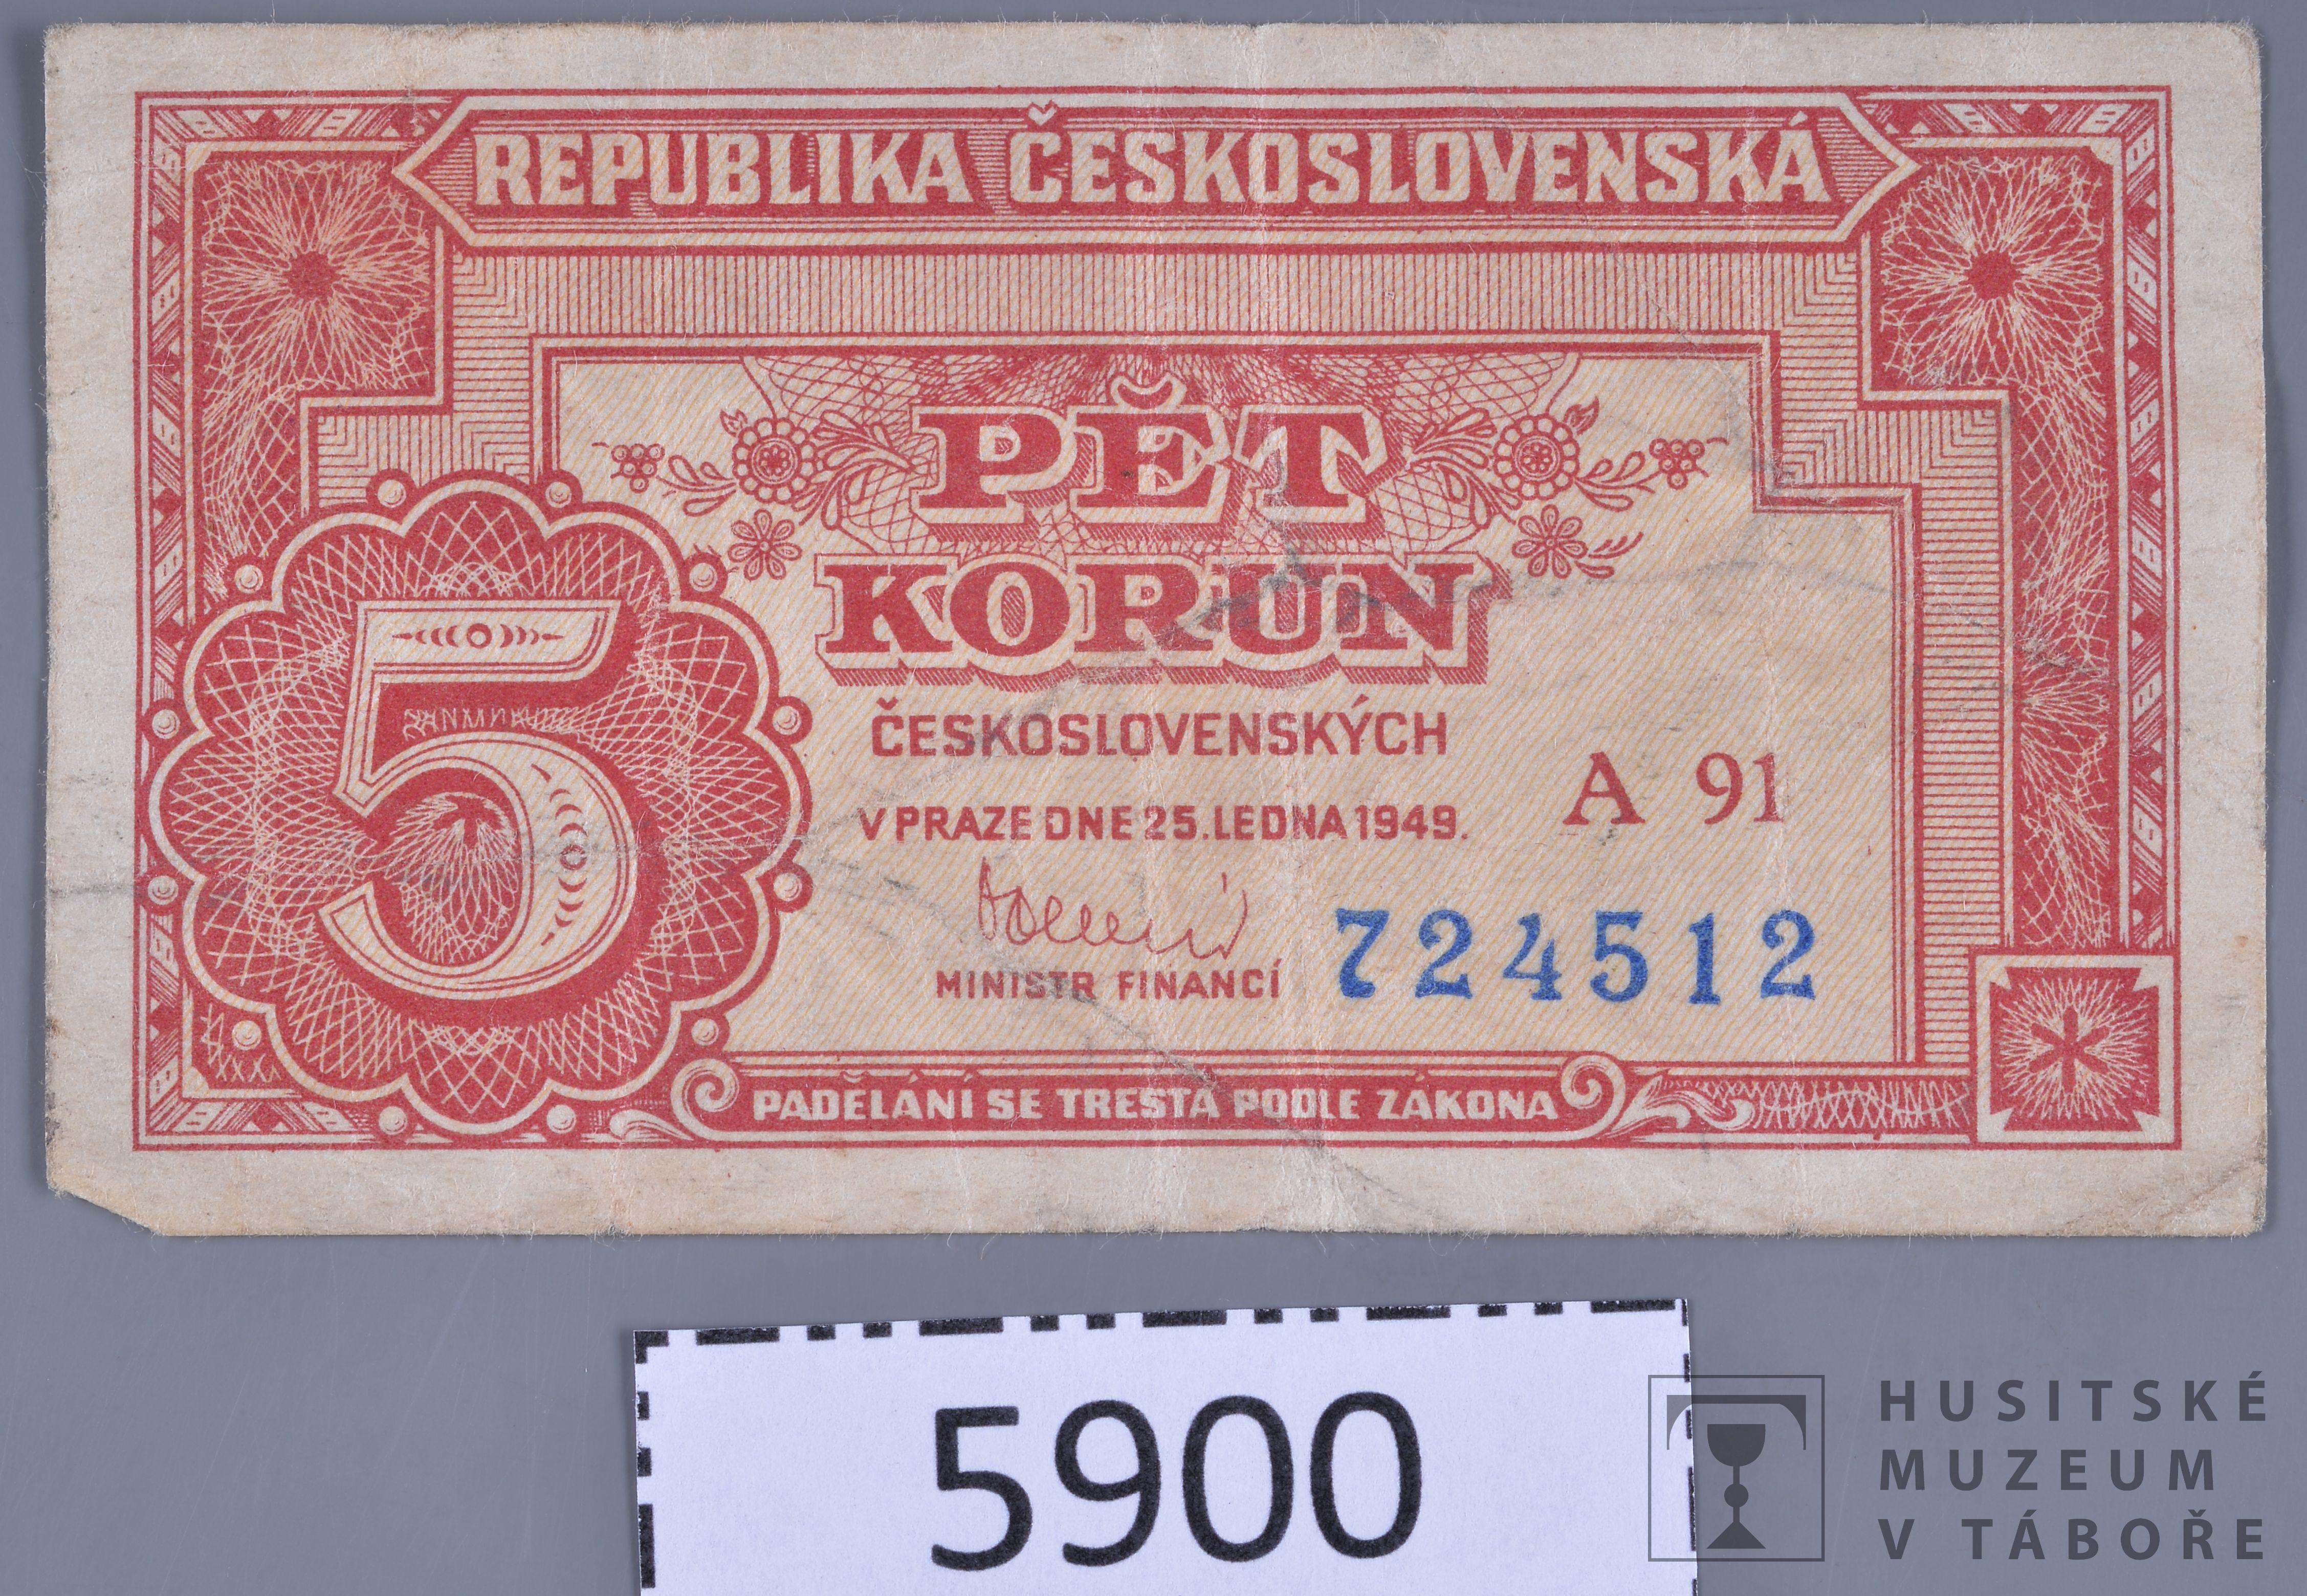 REPUBLIKA ČESKOSLOVENSKÁ
PĚT
KORUN
5
ČESKOSLOVENSKÝCH
A 91
V PRAZE DNE 25. LEDNA 1949.
724512
MINISTR FINANCÍ
PADĚLÁNÍ SE TRESTÁ PODLE ZÁKONA
5900
HUSITSKÉ
MUZEUM
V TÁBOŘE